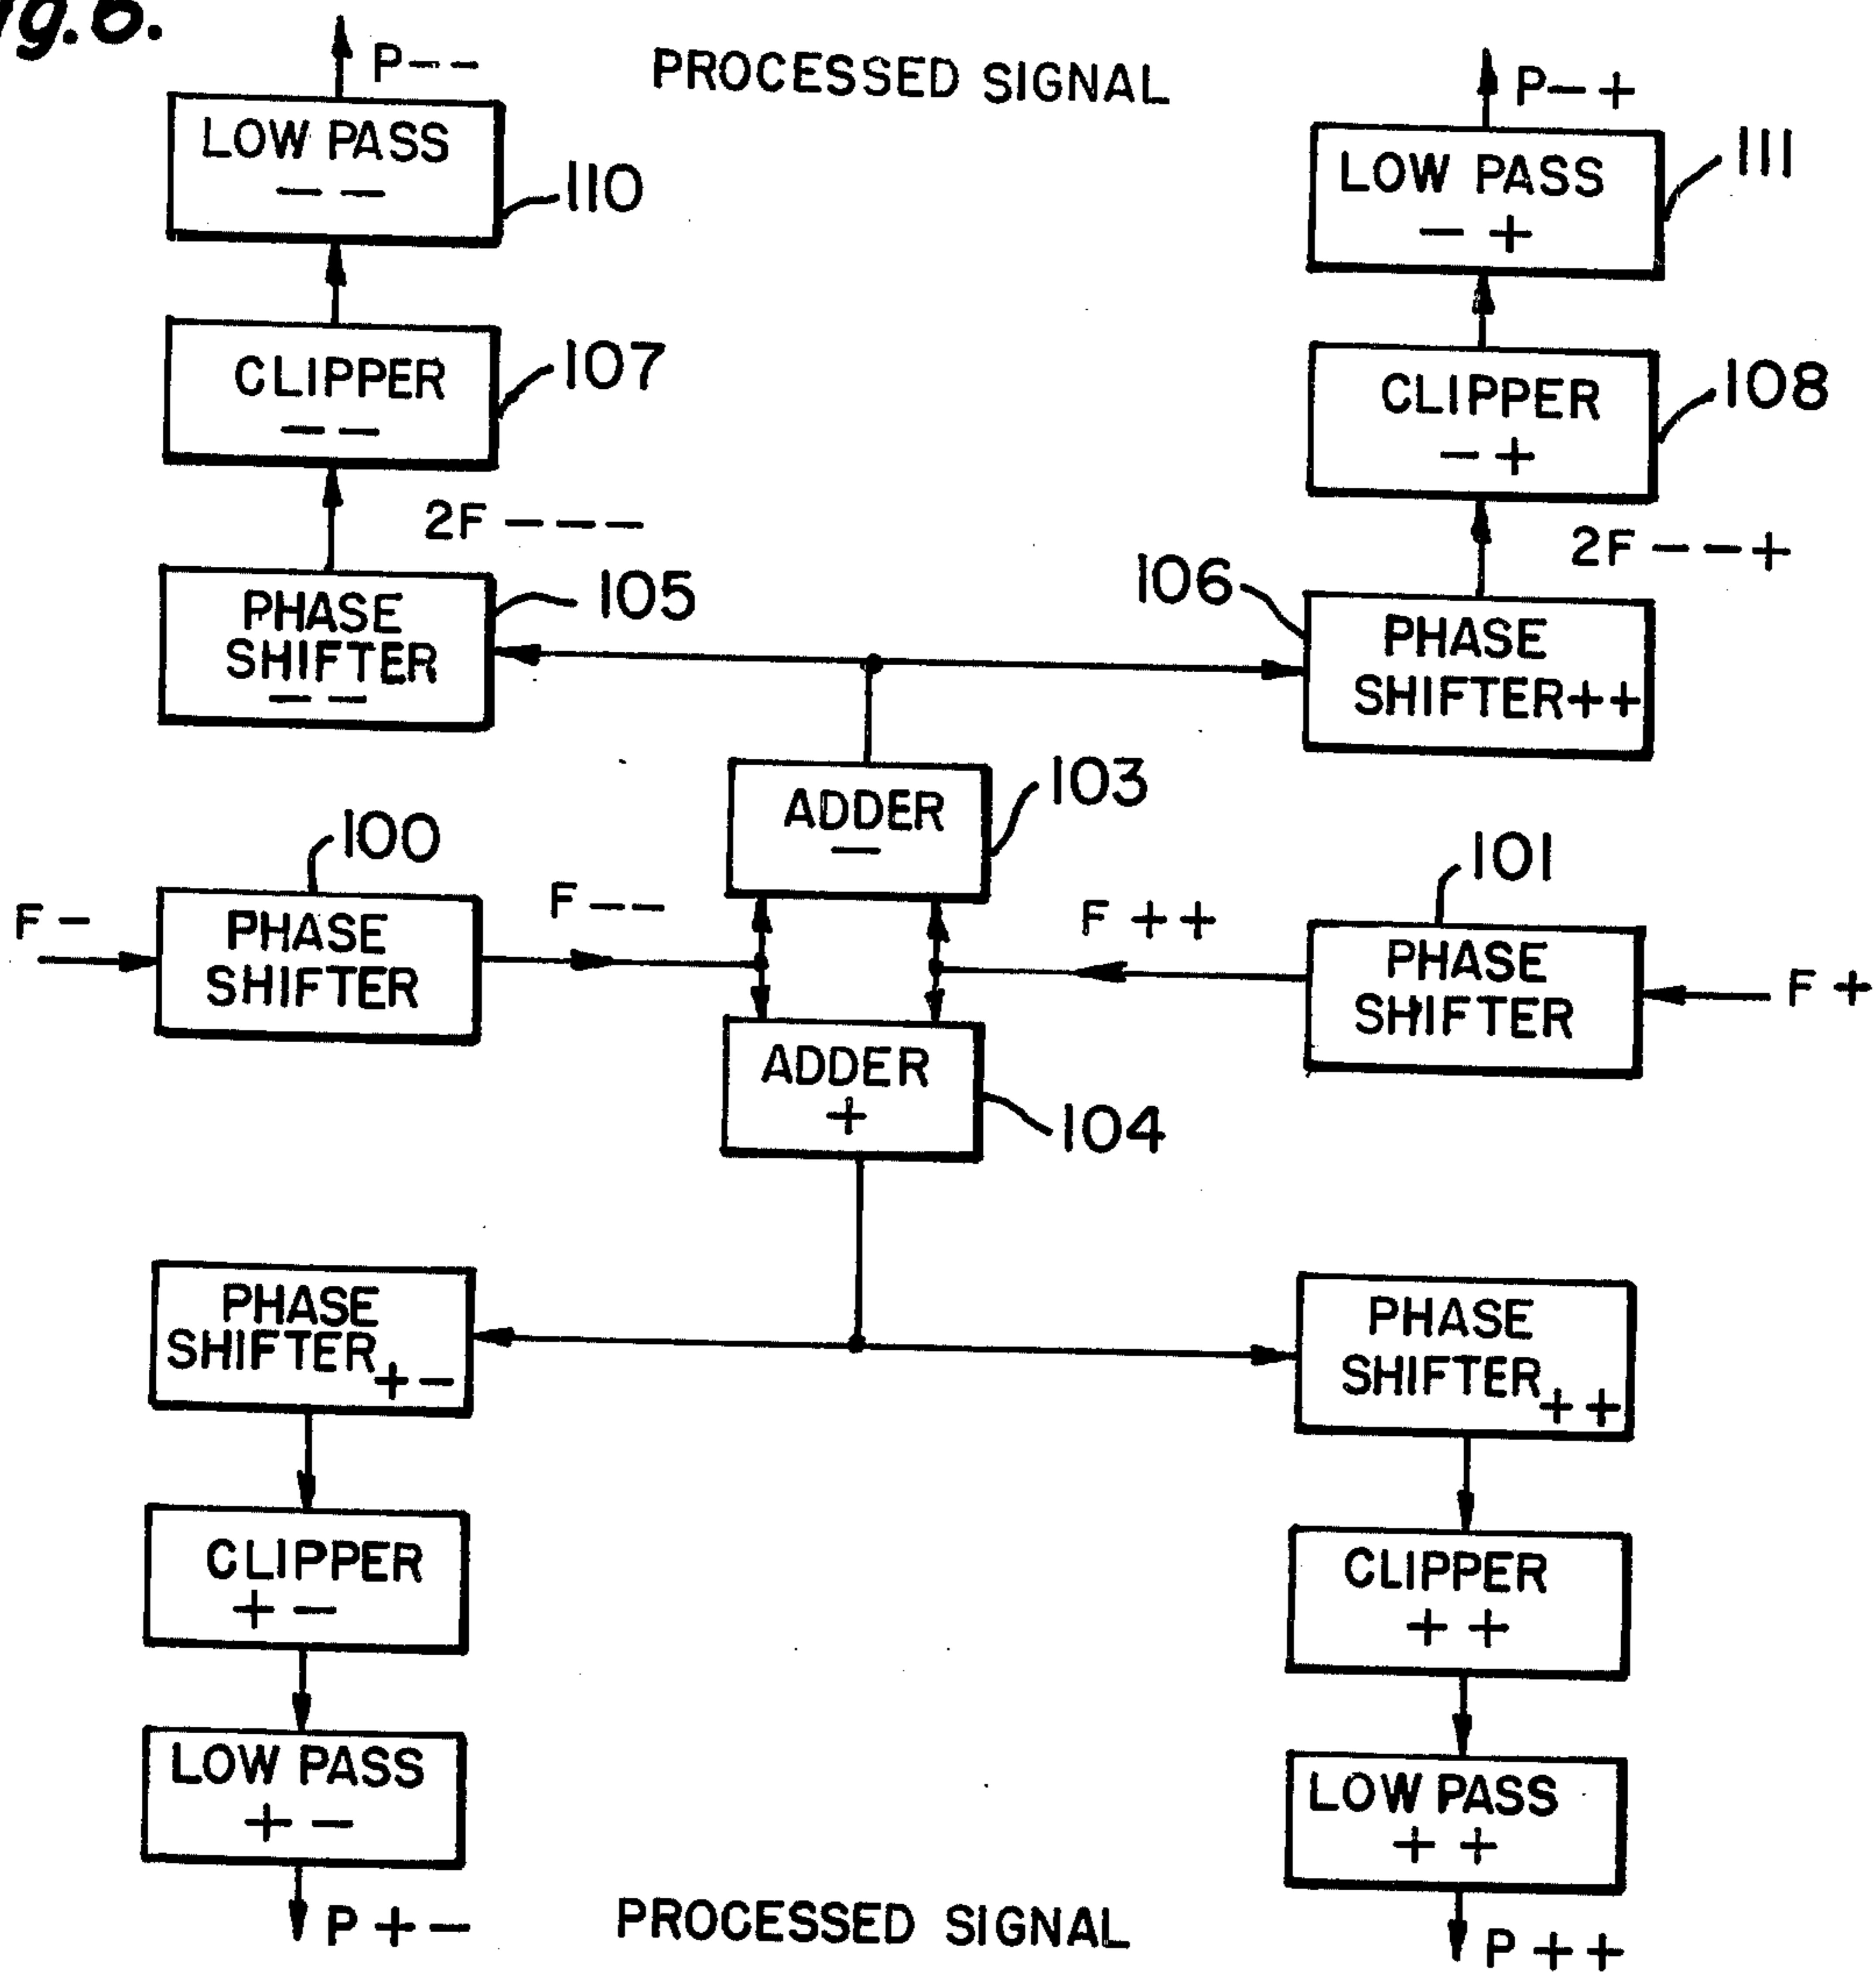 ig. 6.
P--
PROCESSED SIGNAL
P-+
LOW PASS
--
110
LOW PASS
-+
111
CLIPPER
--
107
CLIPPER
-+
108
2F ---
2F --+
PHASE
SHIFTER
--
105
106
PHASE
SHIFTER++
ADDER
-
103
100
101
F -
PHASE
SHIFTER
F --
F ++
PHASE
SHIFTER
F +
ADDER
+
104
PHASE
SHIFTER
+-
PHASE
SHIFTER
++
CLIPPER
+-
CLIPPER
++
LOW PASS
+-
LOW PASS
++
P +-
PROCESSED SIGNAL
P ++